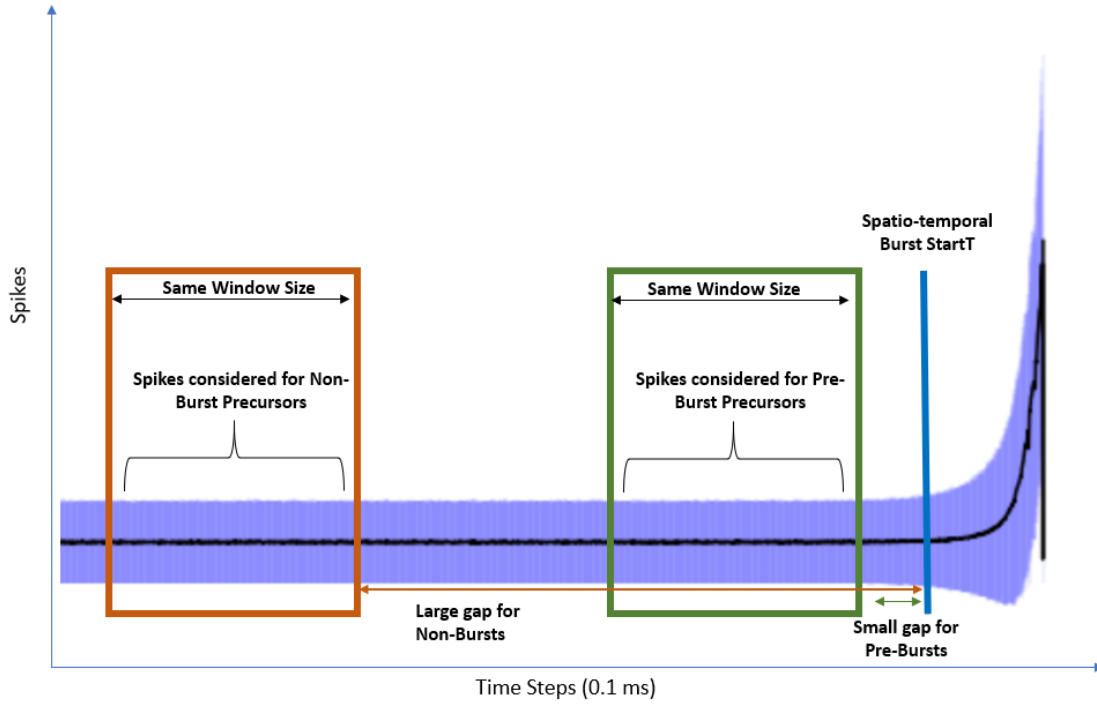 Spatio-temporal
Burst StartT
Same Window Size
Same Window Size
Spikes
Spikes considered for Non-
Burst Precursors
Spikes considered for Pre-
Burst Precursors
Large gap for
Non-Bursts
Small gap for
Pre-Bursts
Time Steps (0.1 ms)